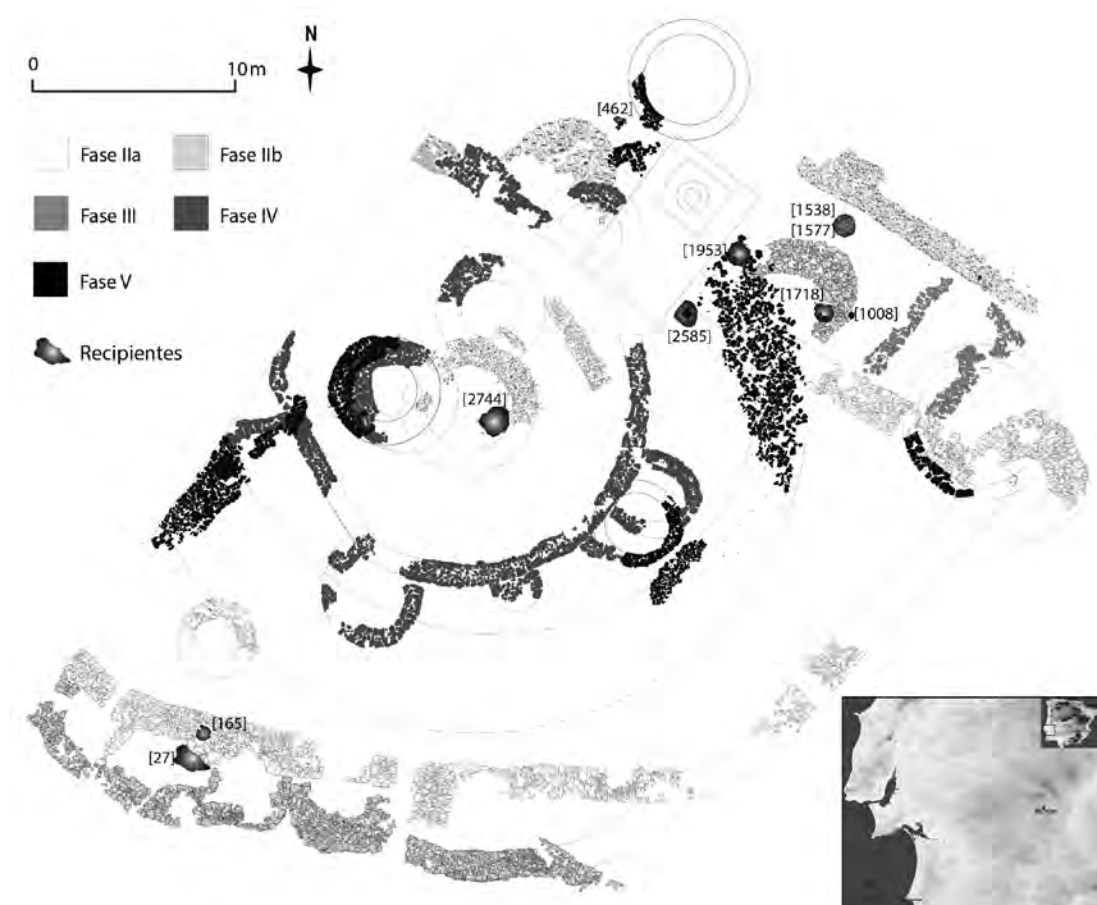 N
0 10 m
Fase IIa Fase IIb
Fase III Fase IV
Fase V
Recipientes
[462]
[1538]
[1577]
[1953]
[1718]
[1008]
[2585]
[2744]
[165]
[27]